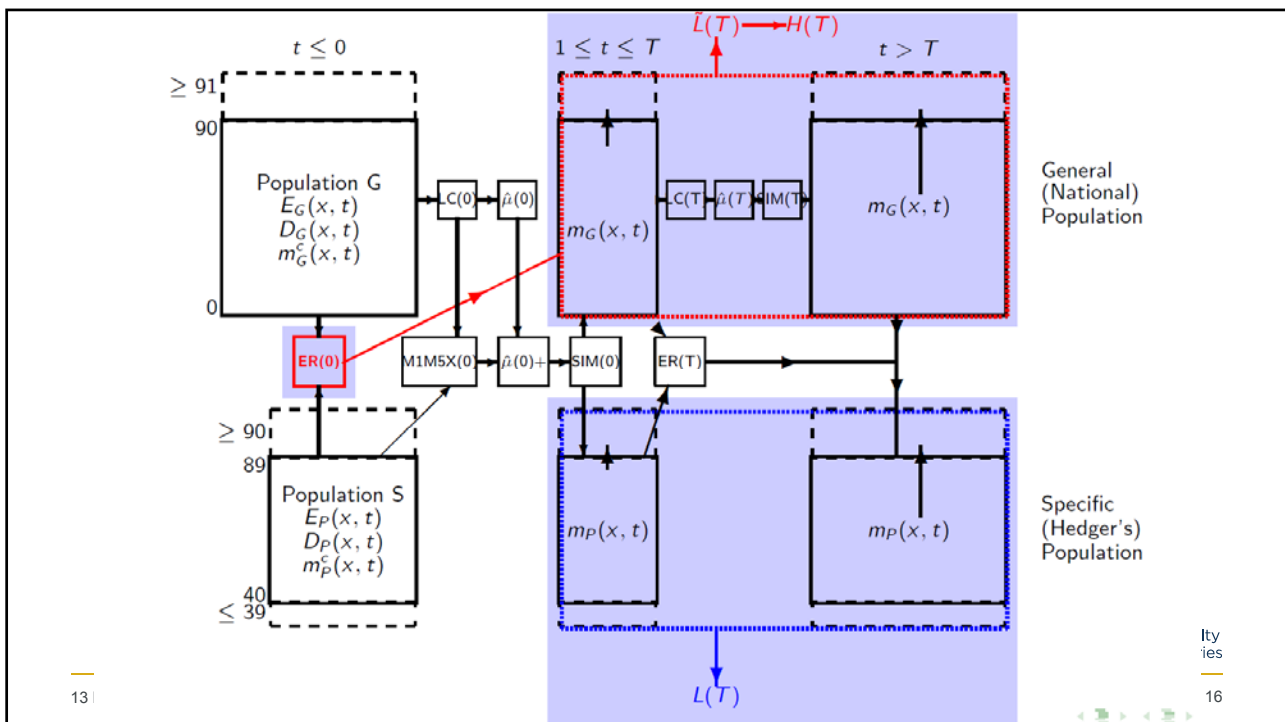 L̃(T) → H(T)
t ≤ 0
1 ≤ t ≤ T
t > T
≥ 91
90
Population G
E_G(x, t)
D_G(x, t)
m^c_G(x, t)
0
LC(0)
μ̂(0)
m_G(x, t)
LC(T)
μ̂(T)
SIM(T)
m_G(x, t)
General
(National)
Population
ER(0)
M1M5X(0)
μ̂(0)+
SIM(0)
ER(T)
≥ 90
89
Population S
E_P(x, t)
D_P(x, t)
m^c_P(x, t)
40
≤ 39
m_P(x, t)
m_P(x, t)
Specific
(Hedger's)
Population
L(T)
lty
ries
13
16